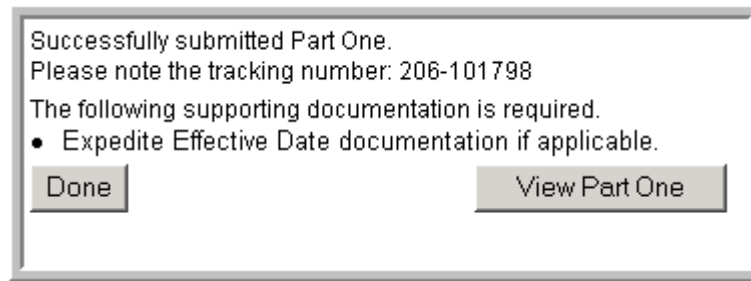 Successfully submitted Part One.
Please note the tracking number: 206-101798
The following supporting documentation is required.
● Expedite Effective Date documentation if applicable.
Done View Part One